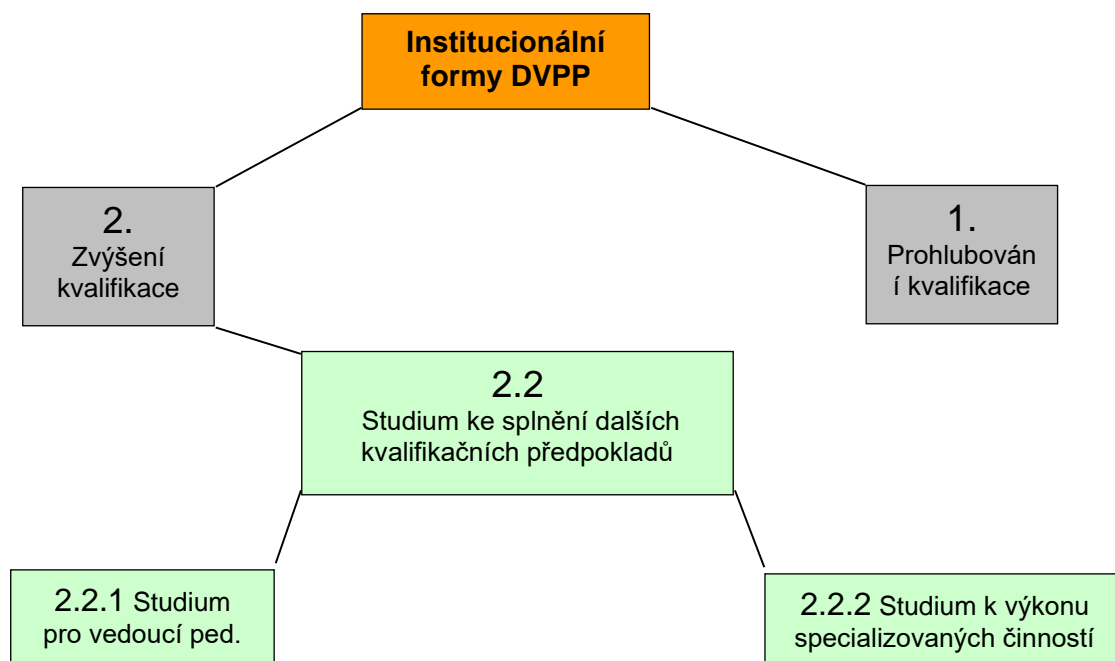 Institucionální
formy DVPP
2.
Zvýšení
kvalifikace
1.
Prohlubován
í kvalifikace
2.2
Studium ke splnění dalších
kvalifikačních předpokladů
2.2.1 Studium
pro vedoucí ped.
2.2.2 Studium k výkonu
specializovaných činností